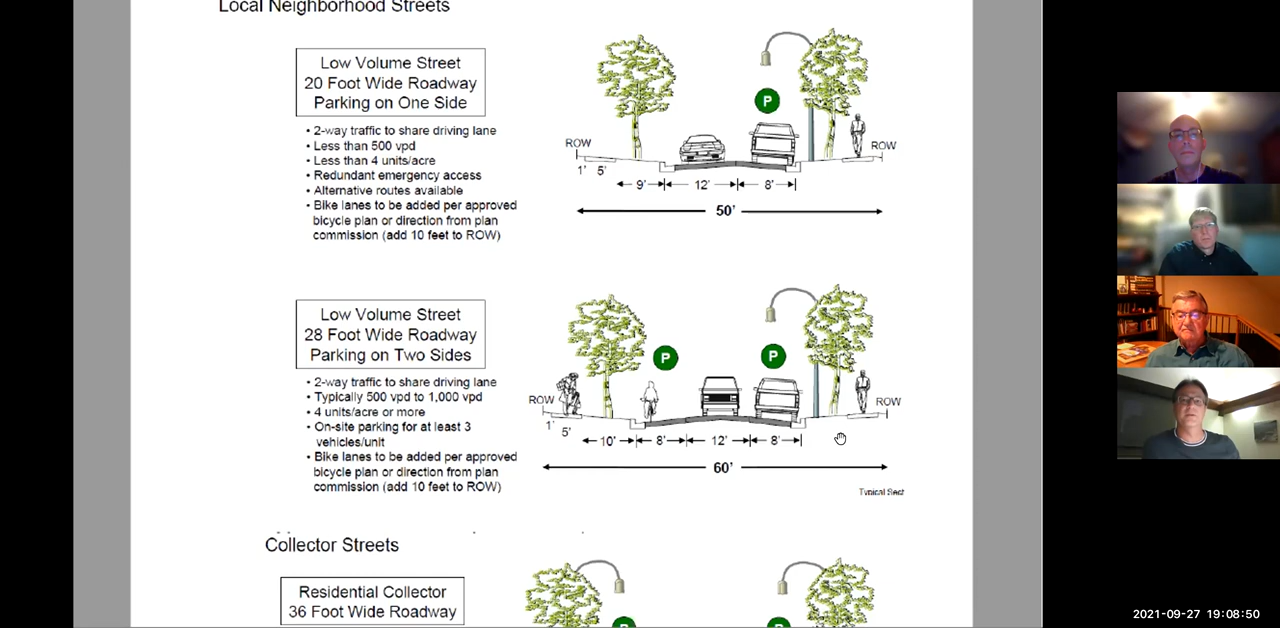 Local Neighborhood Streets
Low Volume Street
20 Foot Wide Roadway
Parking on One Side
• 2-way traffic to share driving lane
• Less than 500 vpd
• Less than 4 units/acre
• Redundant emergency access
• Alternative routes available
• Bike lanes to be added per approved
bicycle plan or direction from plan
commission (add 10 feet to ROW)
P
ROW
ROW
1' 5'
9' 12' 8'
50'
Low Volume Street
28 Foot Wide Roadway
Parking on Two Sides
• 2-way traffic to share driving lane
• Typically 500 vpd to 1,000 vpd
• 4 units/acre or more
• On-site parking for at least 3
vehicles/unit
• Bike lanes to be added per approved
bicycle plan or direction from plan
commission (add 10 feet to ROW)
P P
ROW
ROW
1' 5'
10' 8' 12' 8'
60'
Typical Sect
Collector Streets
Residential Collector
36 Foot Wide Roadway
P P
2021-09-27 19:08:50